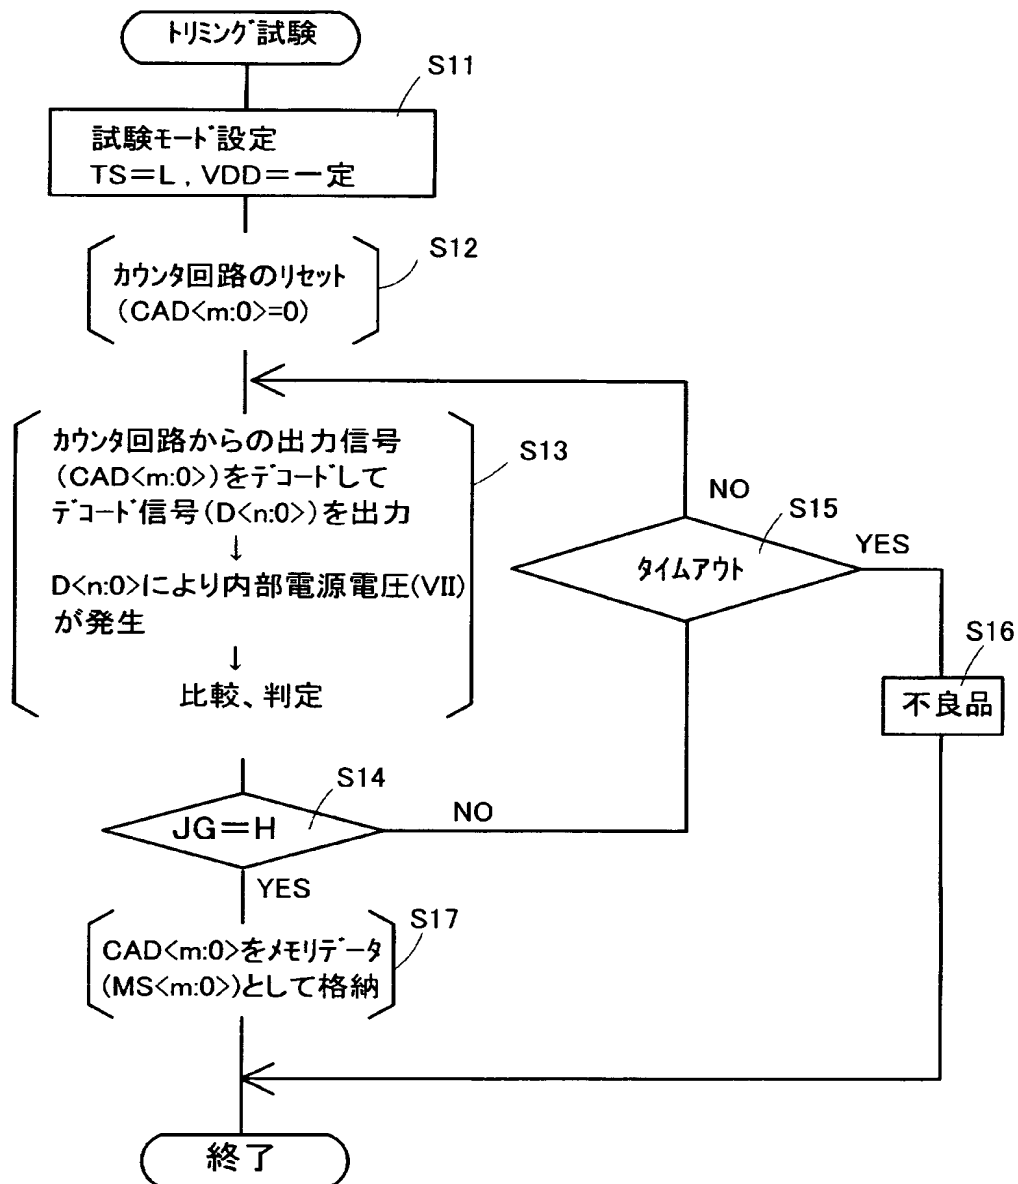 トリミング試験
S11
試験モード設定
TS=L , VDD=一定
S12
カウンタ回路のリセット
(CAD<m:0>=0)
カウンタ回路からの出力信号
(CAD<m:0>)をデコードして
デコード信号(D<n:0>)を出力
↓
D<n:0>により内部電源電圧(VII)
が発生
↓
比較、判定
S13
NO
S15
タイムアウト
YES
S16
不良品
S14
JG=H
NO
YES
S17
CAD<m:0>をメモリデータ
(MS<m:0>)として格納
終了